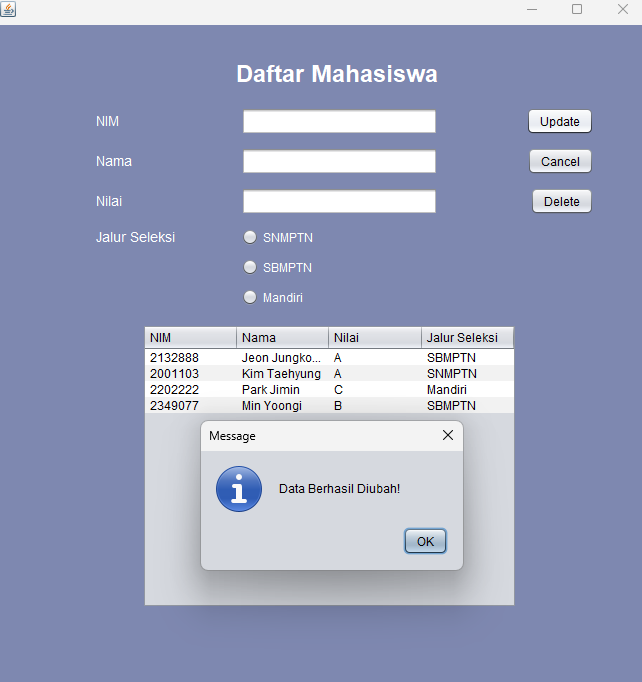 Daftar Mahasiswa
NIM
Update
Nama
Cancel
Nilai
Delete
Jalur Seleksi
SNMPTN
SBMPTN
Mandiri
NIM Nama Nilai Jalur Seleksi
2132888 Jeon Jungko... A SBMPTN
2001103 Kim Taehyung A SNMPTN
2202222 Park Jimin C Mandiri
2349077 Min Yoongi B SBMPTN
Message
Data Berhasil Diubah!
OK